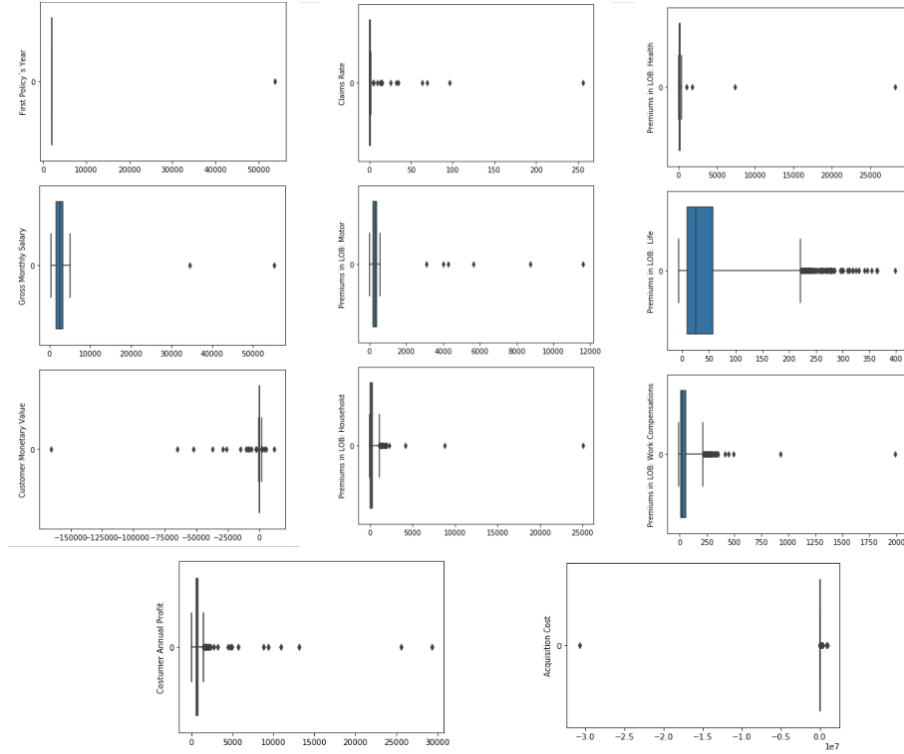 First Policy´s Year
0
0 10000 20000 30000 40000 50000
Claims Rate
0
0 50 100 150 200 250
Premiums in LOB: Health
0
0 5000 10000 15000 20000 25000
Gross Monthly Salary
0
0 10000 20000 30000 40000 50000
Premiums in LOB: Motor
0
0 2000 4000 6000 8000 10000 12000
Premiums in LOB: Life
0
0 50 100 150 200 250 300 350 400
Customer Monetary Value
0
−150000 −125000 −100000 −75000 −50000 −25000 0
Premiums in LOB: Household
0
0 5000 10000 15000 20000 25000
Premiums in LOB: Work Compensations
0
0 250 500 750 1000 1250 1500 1750 2000
Costumer Annual Profit
0
0 5000 10000 15000 20000 25000 30000
Acquisition Cost
0
−3.0 −2.5 −2.0 −1.5 −1.0 −0.5 0.0
1e7